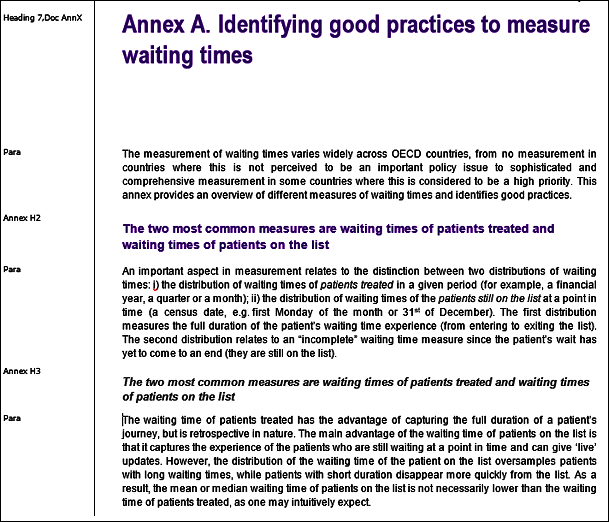 Heading 7,Doc AnnX
Annex A. Identifying good practices to measure
waiting times
Para
The measurement of waiting times varies widely across OECD countries, from no measurement in
countries where this is not perceived to be an important policy issue to sophisticated and
comprehensive measurement in some countries where this is considered to be a high priority. This
annex provides an overview of different measures of waiting times and identifies good practices.
Annex H2
The two most common measures are waiting times of patients treated and
waiting times of patients on the list
Para
An important aspect in measurement relates to the distinction between two distributions of waiting
times: i) the distribution of waiting times of patients treated in a given period (for example, a financial
year, a quarter or a month); ii) the distribution of waiting times of the patients still on the list at a point in
time (a census date, e.g. first Monday of the month or 31st of December). The first distribution
measures the full duration of the patient's waiting time experience (from entering to exiting the list).
The second distribution relates to an "incomplete" waiting time measure since the patient's wait has
yet to come to an end (they are still on the list).
Annex H3
The two most common measures are waiting times of patients treated and waiting times
of patients on the list
Para
The waiting time of patients treated has the advantage of capturing the full duration of a patient's
journey, but is retrospective in nature. The main advantage of the waiting time of patients on the list is
that it captures the experience of the patients who are still waiting at a point in time and can give 'live'
updates. However, the distribution of the waiting time of the patient on the list oversamples patients
with long waiting times, while patients with short duration disappear more quickly from the list. As a
result, the mean or median waiting time of patients on the list is not necessarily lower than the waiting
time of patients treated, as one may intuitively expect.